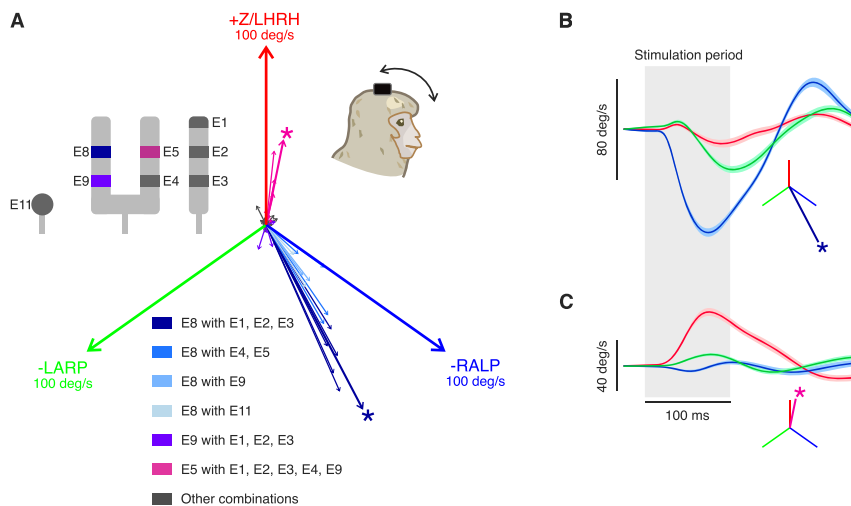 A
+Z/LHRH
100 deg/s
*
E1
E8
E5
E2
E9
E4
E3
E11
-LARP
100 deg/s
-RALP
100 deg/s
*
E8 with E1, E2, E3
E8 with E4, E5
E8 with E9
E8 with E11
E9 with E1, E2, E3
E5 with E1, E2, E3, E4, E9
Other combinations
B
Stimulation period
80 deg/s
*
C
40 deg/s
100 ms
*